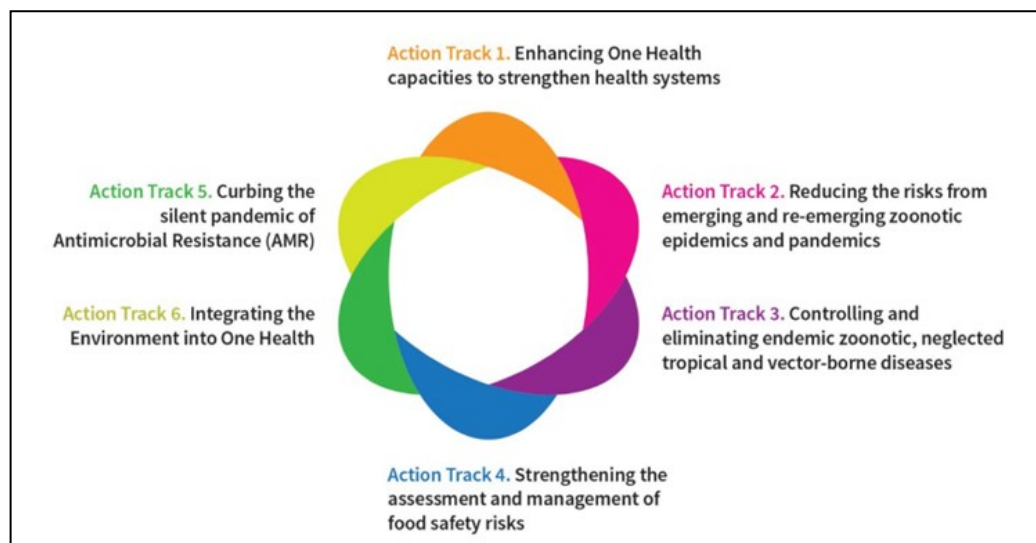 Action Track 1. Enhancing One Health
capacities to strengthen health systems
Action Track 5. Curbing the
silent pandemic of
Antimicrobial Resistance (AMR)
Action Track 2. Reducing the risks from
emerging and re-emerging zoonotic
epidemics and pandemics
Action Track 6. Integrating the
Environment into One Health
Action Track 3. Controlling and
eliminating endemic zoonotic, neglected
tropical and vector-borne diseases
Action Track 4. Strengthening the
assessment and management of
food safety risks